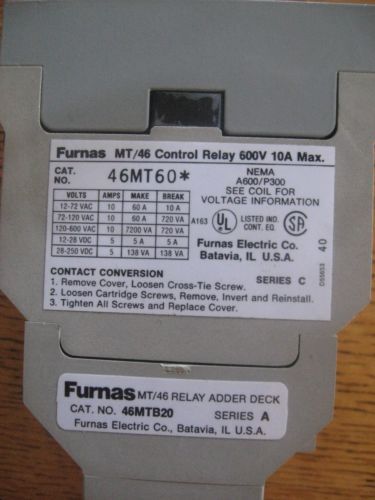 Furnas MT/46 Control Relay 600V 10A Max.
CAT. NO. 46MT60*
NEMA
A600/P300
SEE COIL FOR
VOLTAGE INFORMATION
VOLTS AMPS MAKE BREAK
12-72 VAC 10 60 A 10 A
72-120 VAC 10 60 A 720 VA
120-600 VAC 10 7200 VA 720 VA
12-28 VDC 5 5 A 5 A
28-250 VDC 5 138 VA 138 VA
A163 UL LISTED IND. CONT. EQ. SA
Furnas Electric Co.
Batavia, IL U.S.A.
D55633 40
CONTACT CONVERSION SERIES C
1. Remove Cover, Loosen Cross-Tie Screw.
2. Loosen Cartridge Screws, Remove, Invert and Reinstall.
3. Tighten All Screws and Replace Cover.
Furnas MT/46 RELAY ADDER DECK
CAT. NO. 46MTB20 SERIES A
Furnas Electric Co., Batavia, IL U.S.A.